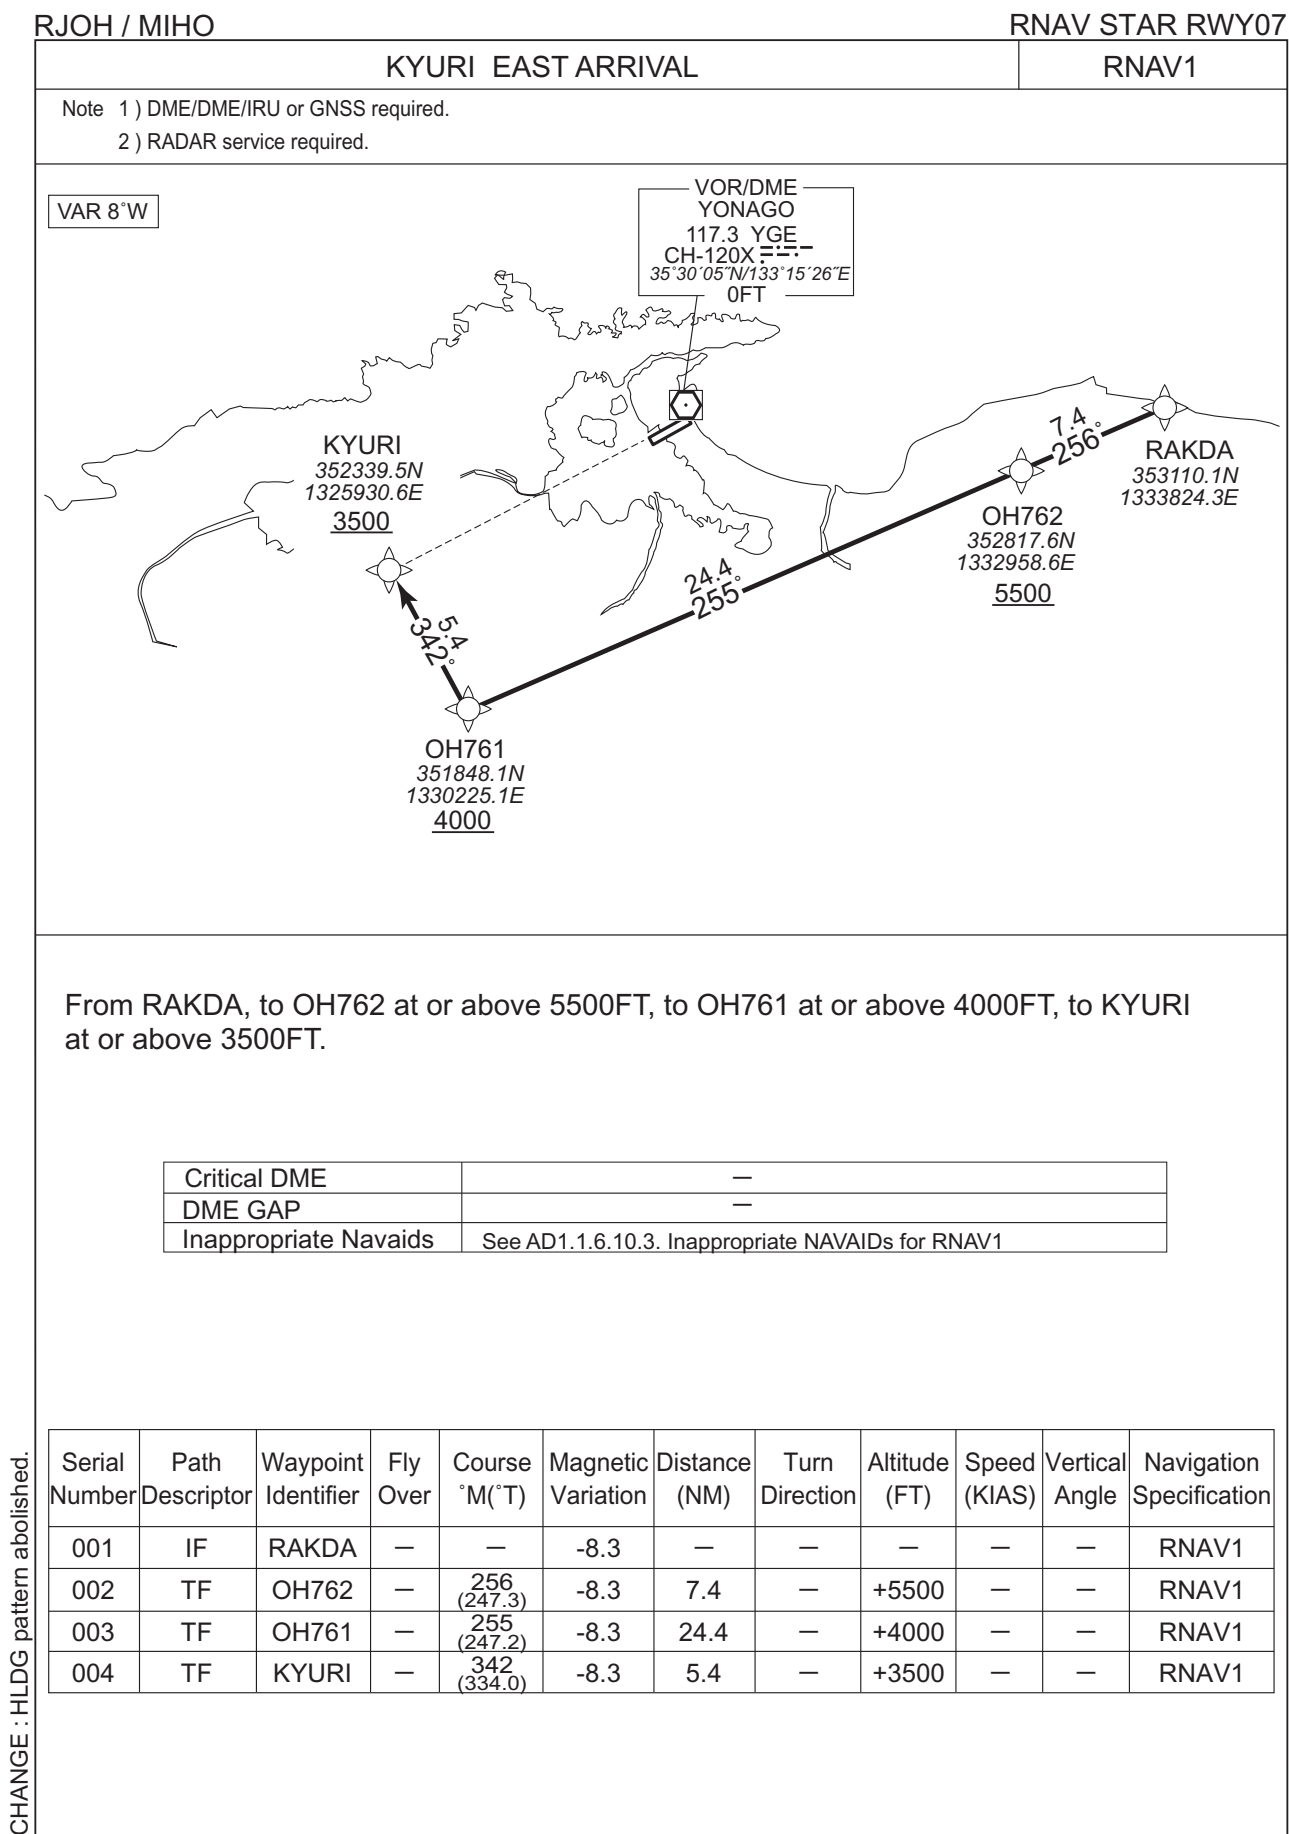 RJOH / MIHO
RNAV STAR RWY07
KYURI EAST ARRIVAL
RNAV1
Note 1 ) DME/DME/IRU or GNSS required.
2 ) RADAR service required.
VAR 8˚W
VOR/DME
YONAGO
117.3 YGE
CH-120X
35˚30´05˝N/133˚15´26˝E
0FT
KYURI
352339.5N
1325930.6E
3500
7.4
256˚
RAKDA
353110.1N
1333824.3E
OH762
352817.6N
1332958.6E
5500
24.4
255˚
5.4
342˚
OH761
351848.1N
1330225.1E
4000
From RAKDA, to OH762 at or above 5500FT, to OH761 at or above 4000FT, to KYURI
at or above 3500FT.
Critical DME —
DME GAP —
Inappropriate Navaids See AD1.1.6.10.3. Inappropriate NAVAIDs for RNAV1
Serial Number Path Descriptor Waypoint Identifier Fly Over Course ˚M(˚T) Magnetic Variation Distance (NM) Turn Direction Altitude (FT) Speed (KIAS) Vertical Angle Navigation Specification
001 IF RAKDA — — -8.3 — — — — — RNAV1
002 TF OH762 — 256 (247.3) -8.3 7.4 — +5500 — — RNAV1
003 TF OH761 — 255 (247.2) -8.3 24.4 — +4000 — — RNAV1
004 TF KYURI — 342 (334.0) -8.3 5.4 — +3500 — — RNAV1
CHANGE : HLDG pattern abolished.